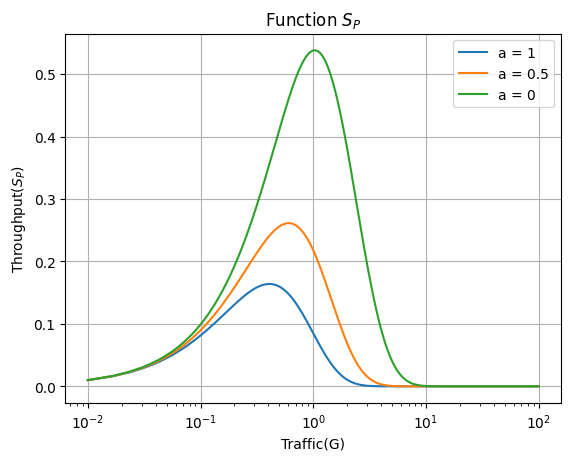 Function S_P
a = 1
a = 0.5
a = 0
Throughput(S_P)
0.5
0.4
0.3
0.2
0.1
0.0
10^-2
10^-1
10^0
10^1
10^2
Traffic(G)